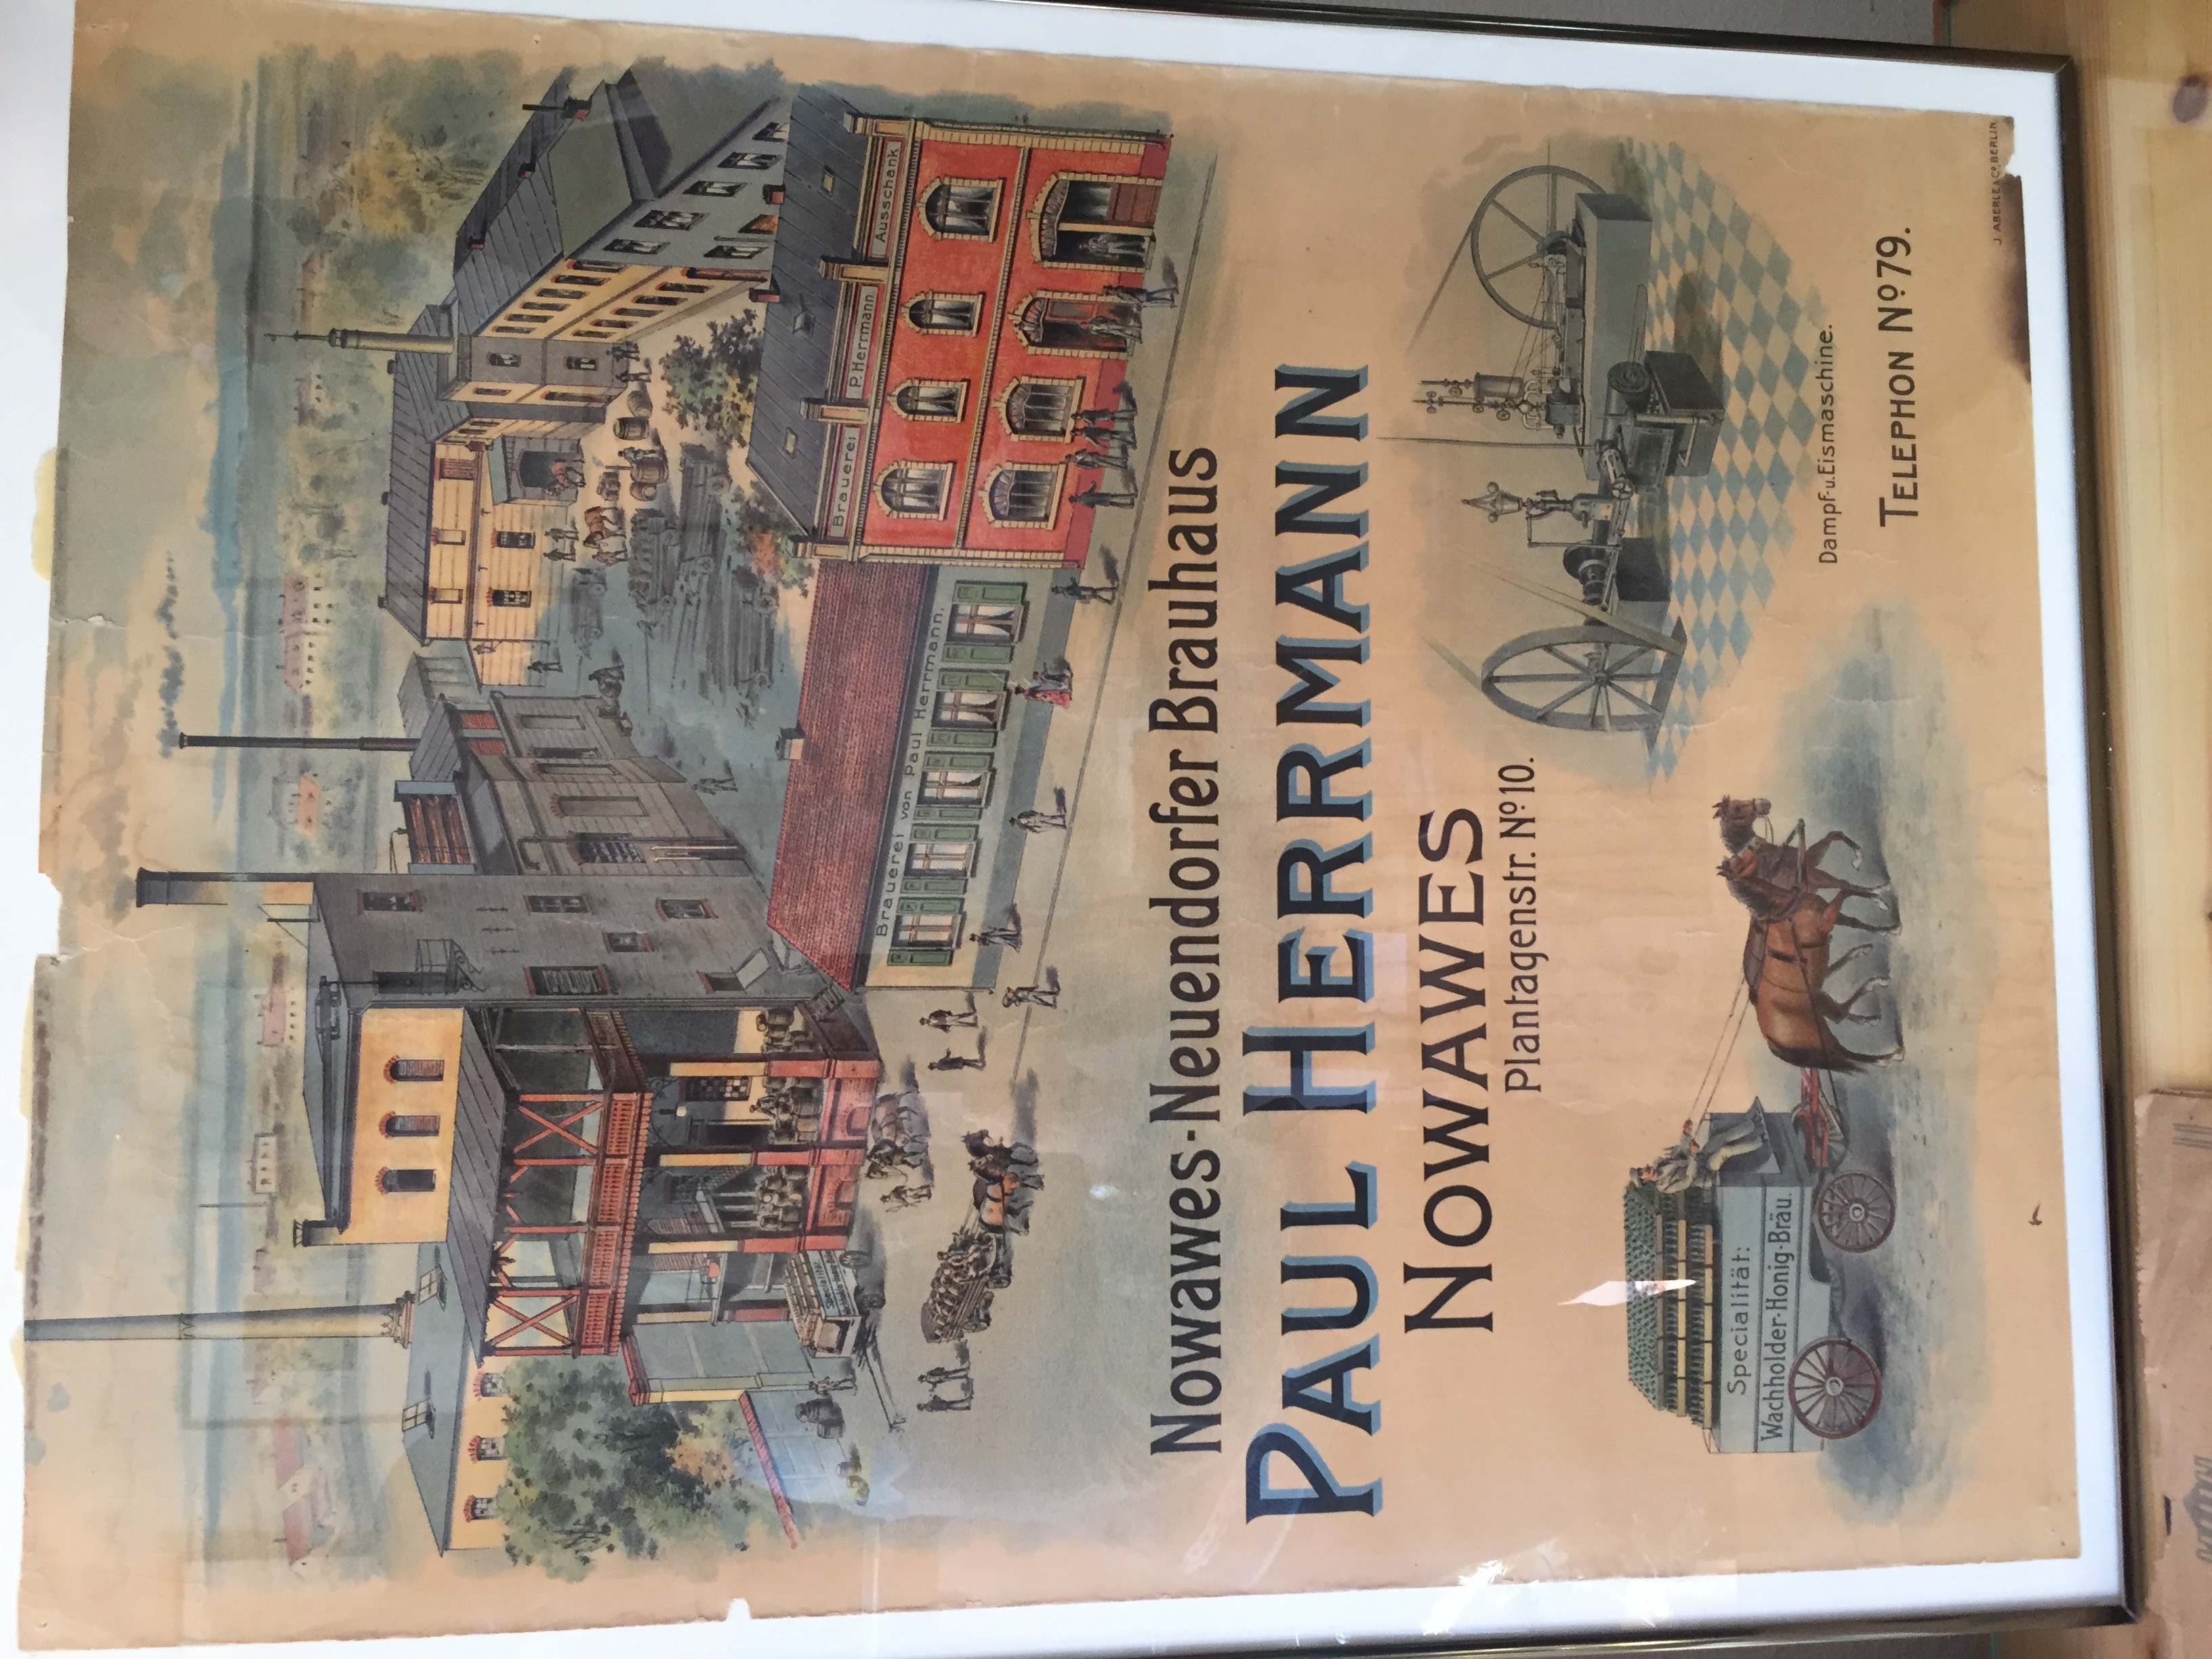 Brauerei P. Herrmann Ausschank
Brauerei von Paul Herrmann.
Nowawes-Neuendorfer Brauhaus
PAUL HERRMANN
NOWAWES
Plantagenstr. No 10.
Specialität:
Wachholder-Honig-Bräu.
Dampf-u.Eismaschine.
TELEPHON No 79.
J. ABERLE & Co BERLIN